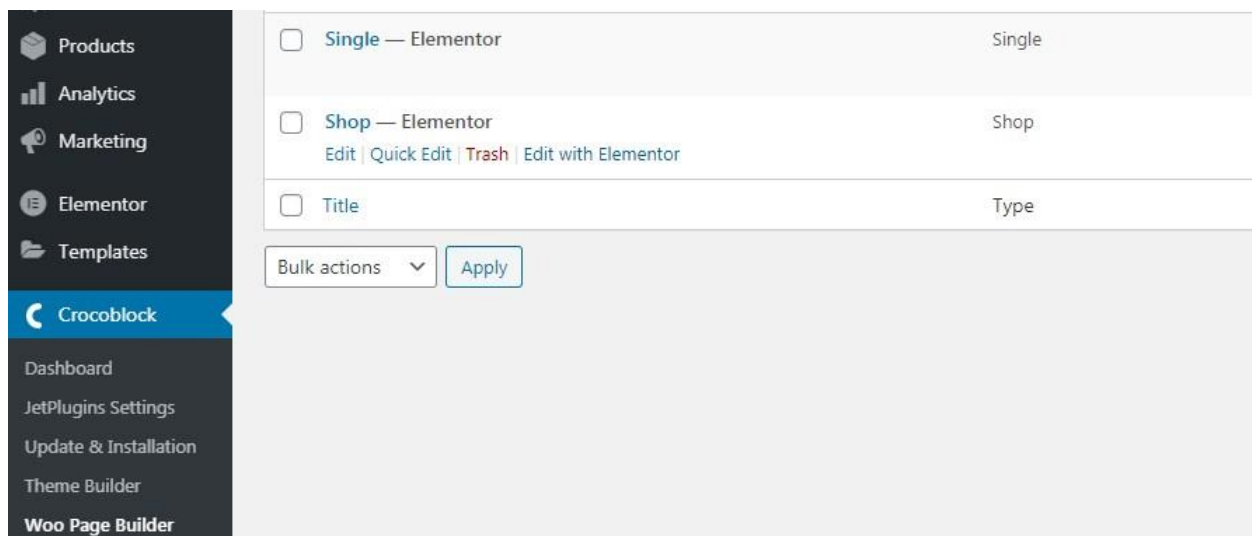 Products
Analytics
Marketing
Elementor
Templates
Crocoblock
Dashboard
JetPlugins Settings
Update & Installation
Theme Builder
Woo Page Builder
Single — Elementor
Single
Shop — Elementor
Shop
Edit | Quick Edit | Trash | Edit with Elementor
Title
Type
Bulk actions
Apply